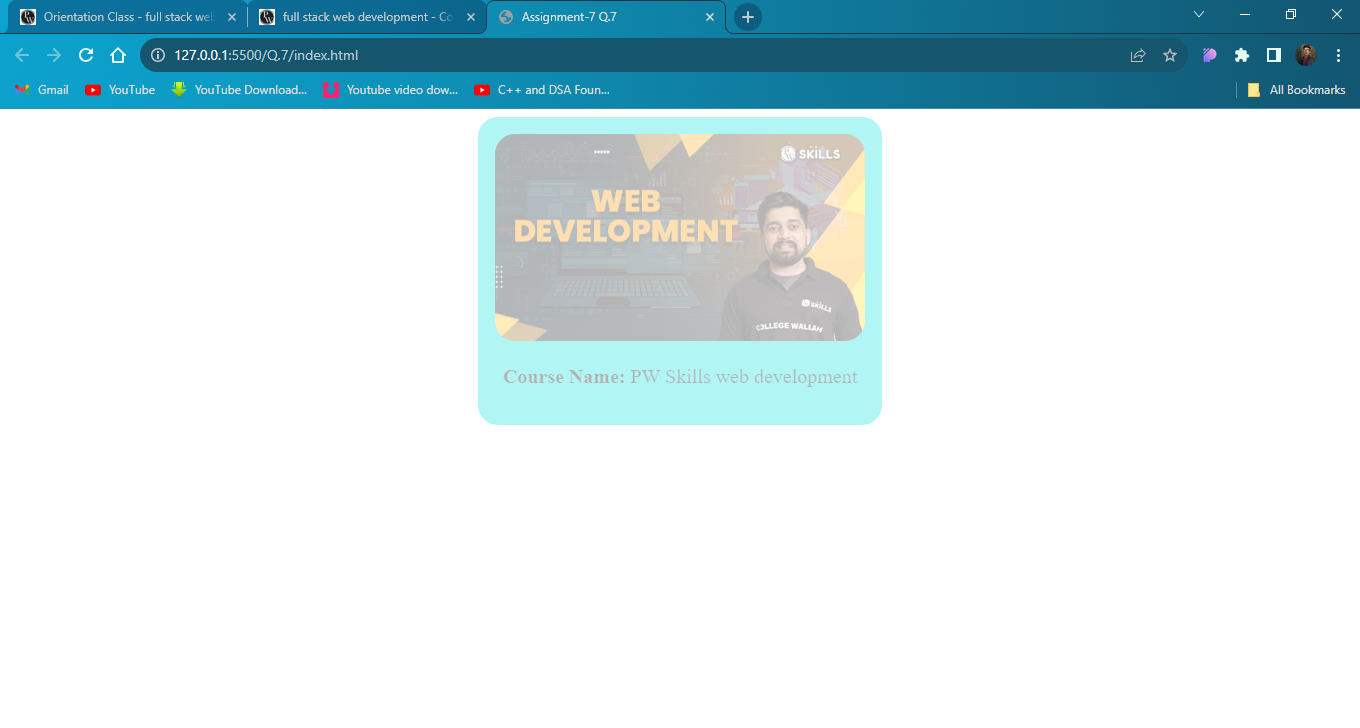 Orientation Class - full stack web
full stack web development - Co
Assignment-7 Q.7
127.0.0.1:5500/Q.7/index.html
Gmail
YouTube
YouTube Download...
Youtube video dow...
C++ and DSA Foun...
All Bookmarks
SKILLS
WEB
DEVELOPMENT
SKILLS
COLLEGE WALLAH
Course Name: PW Skills web development